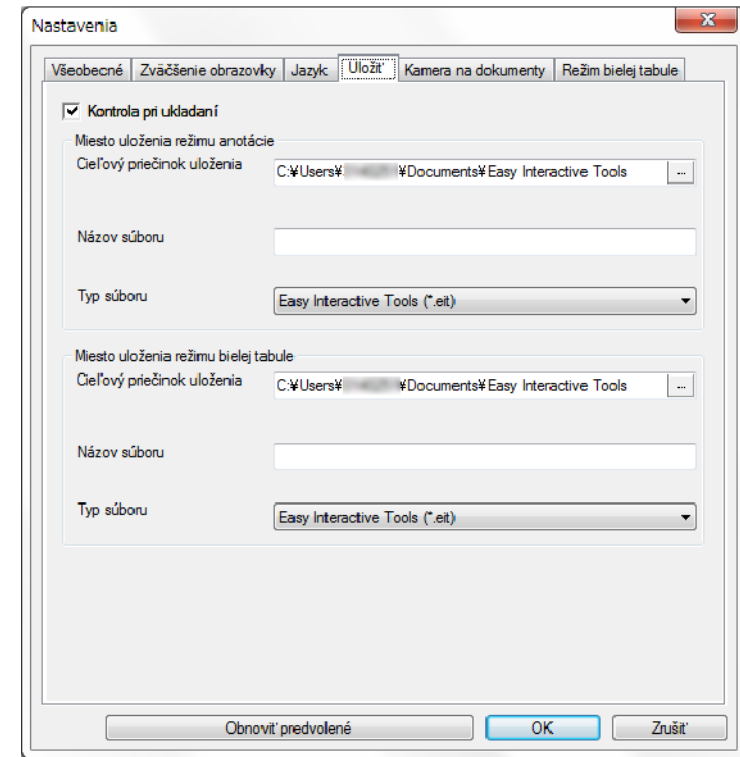 Nastavenia
Všeobecné Zväčšenie obrazovky Jazyk Uložiť Kamera na dokumenty Režim bielej tabule
Kontrola pri ukladaní
Miesto uloženia režimu anotácie
Cieľový priečinok uloženia C:¥Users¥ ¥Documents¥Easy Interactive Tools ...
Názov súboru
Typ súboru Easy Interactive Tools (*.eit)
Miesto uloženia režimu bielej tabule
Cieľový priečinok uloženia C:¥Users¥ ¥Documents¥Easy Interactive Tools ...
Názov súboru
Typ súboru Easy Interactive Tools (*.eit)
Obnoviť predvolené OK Zrušiť